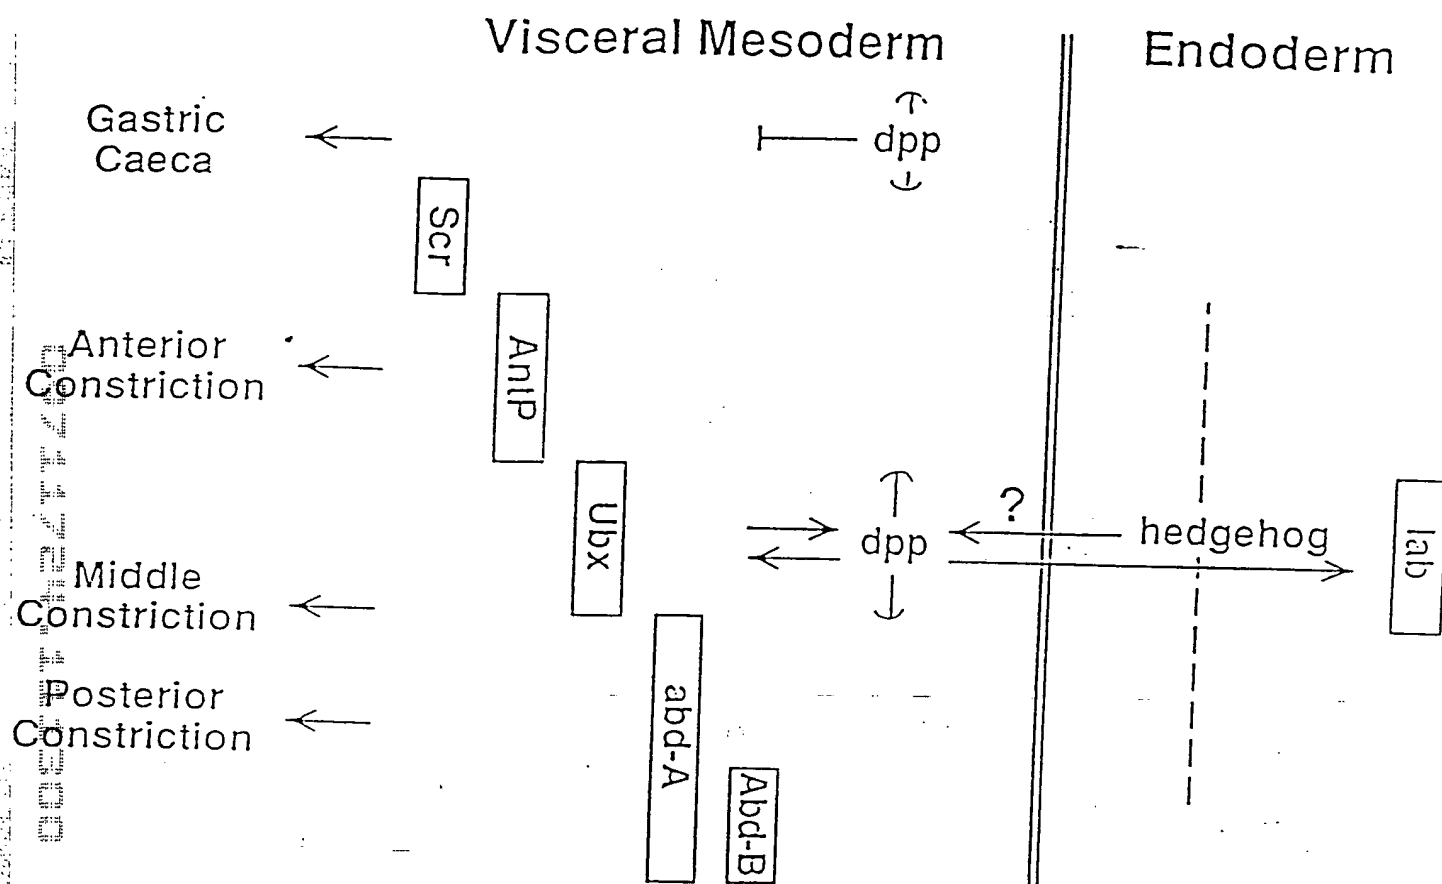 Visceral Mesoderm
Endoderm
Gastric
Caeca
dpp
Scr
Anterior
Constriction
AntP
Ubx
?
dpp
hedgehog
lab
Middle
Constriction
Posterior
Constriction
abd-A
Abd-B